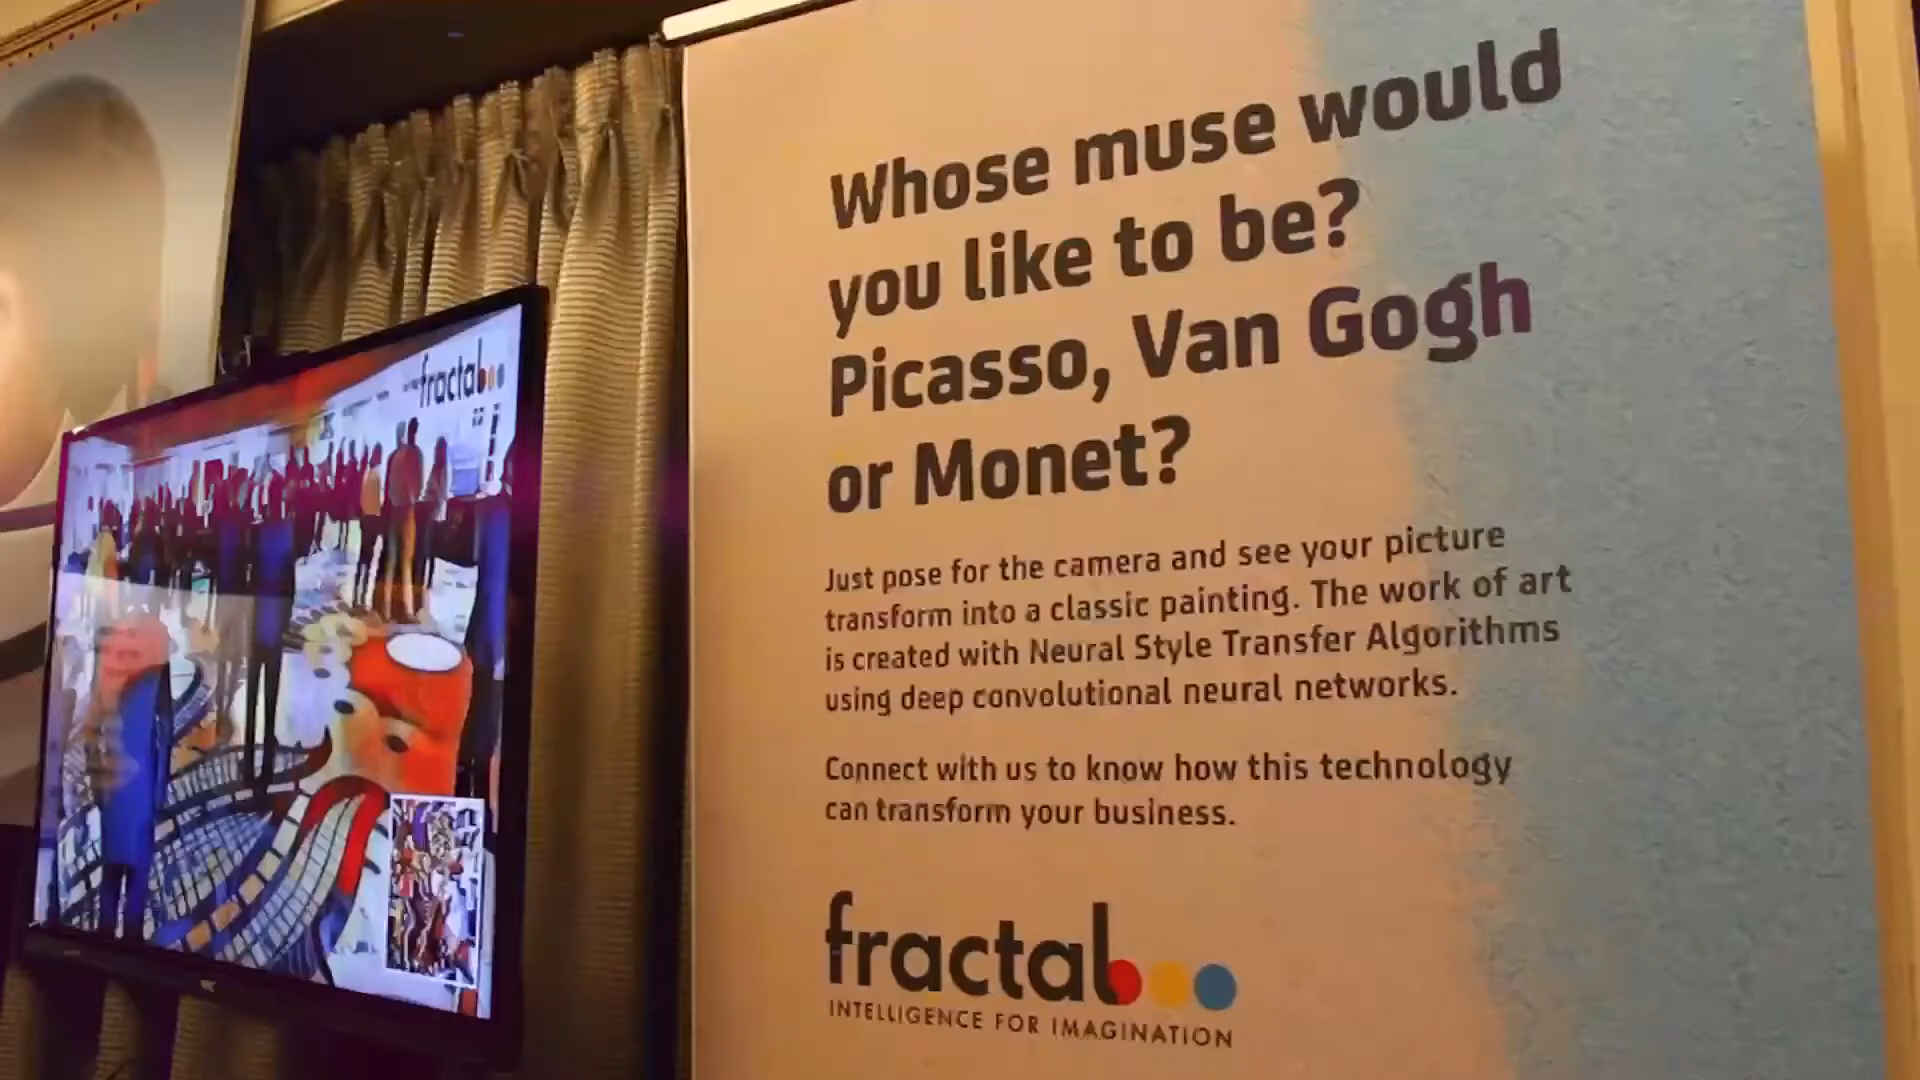 Whose muse would
you like to be?
Picasso, Van Gogh
or Monet?
Just pose for the camera and see your picture
transform into a classic painting. The work of art
is created with Neural Style Transfer Algorithms
using deep convolutional neural networks.
Connect with us to know how this technology
can transform your business.
fractal
INTELLIGENCE FOR IMAGINATION
fractal